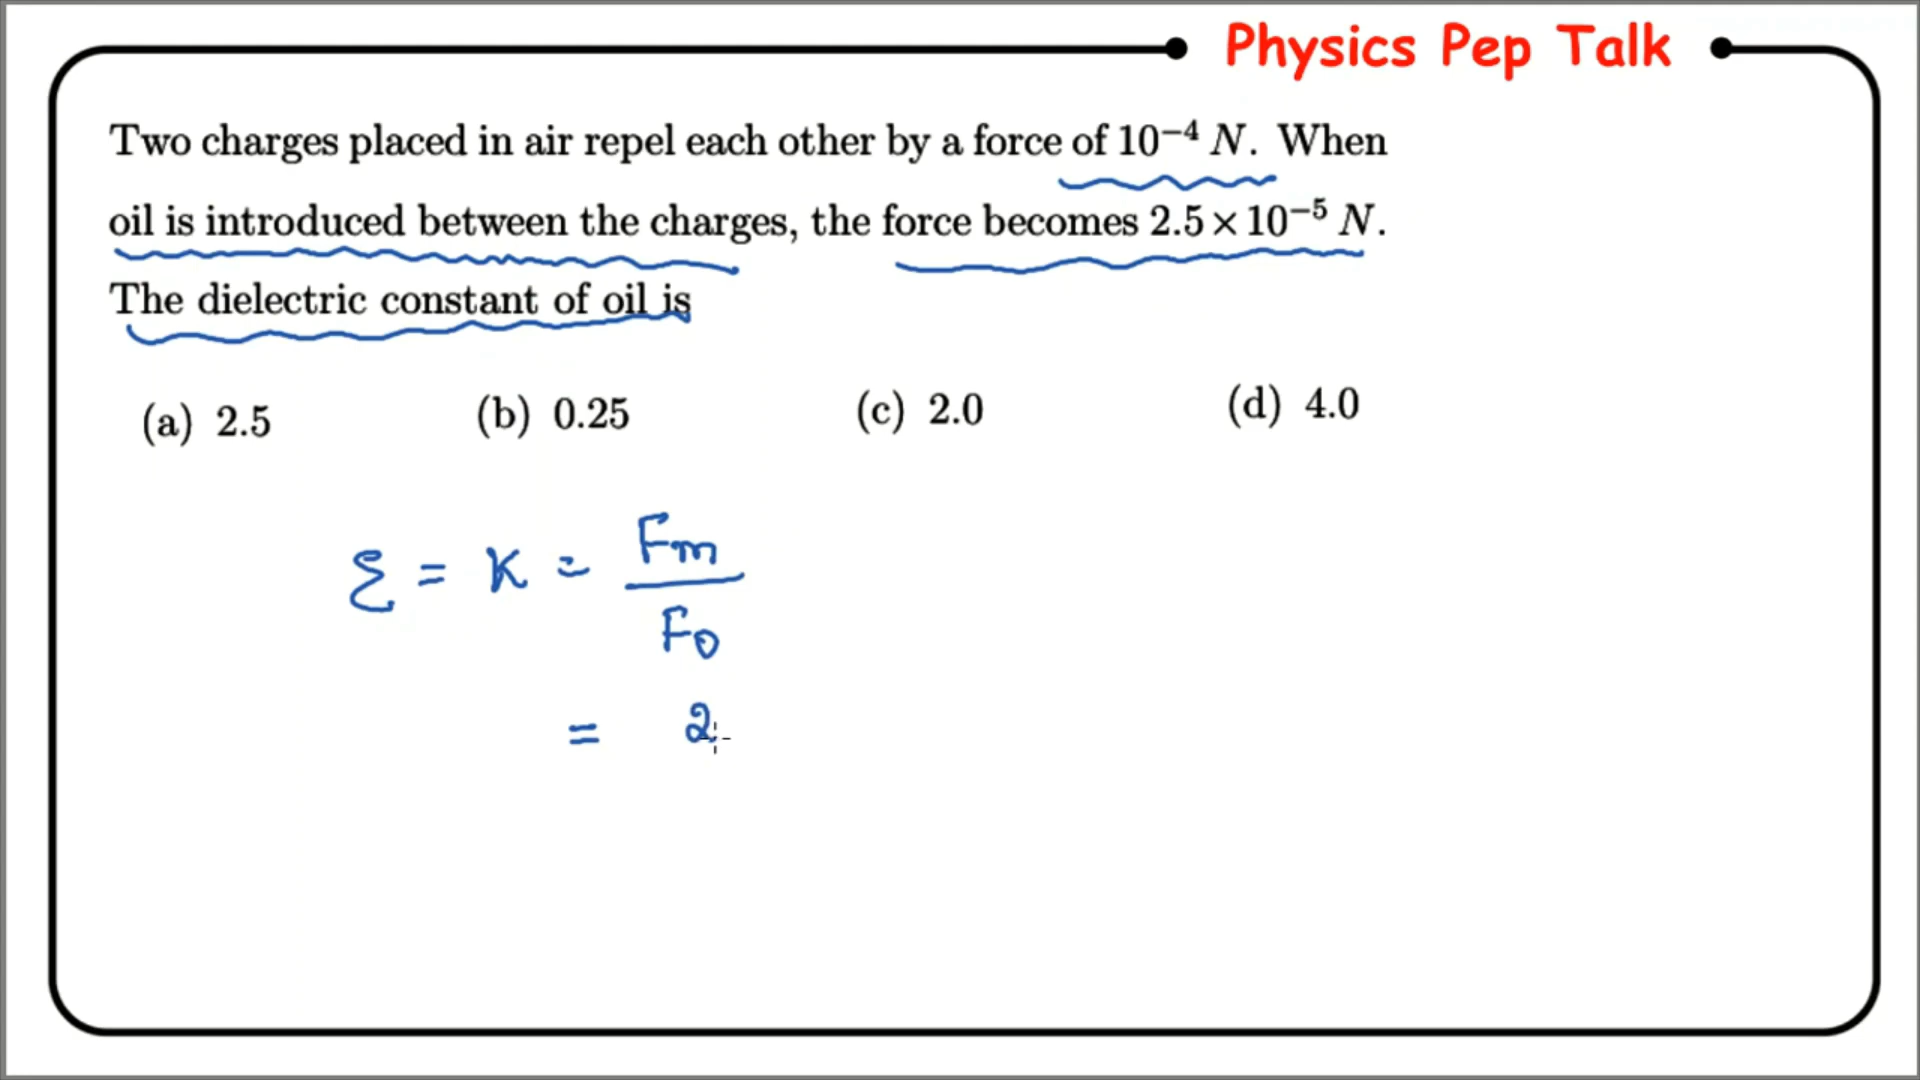 Physics Pep Talk
Two charges placed in air repel each other by a force of 10⁻⁴ N. When
oil is introduced between the charges, the force becomes 2.5 × 10⁻⁵ N.
The dielectric constant of oil is
(a) 2.5 (b) 0.25 (c) 2.0 (d) 4.0
Ɛ = K = Fm / F0
= 2